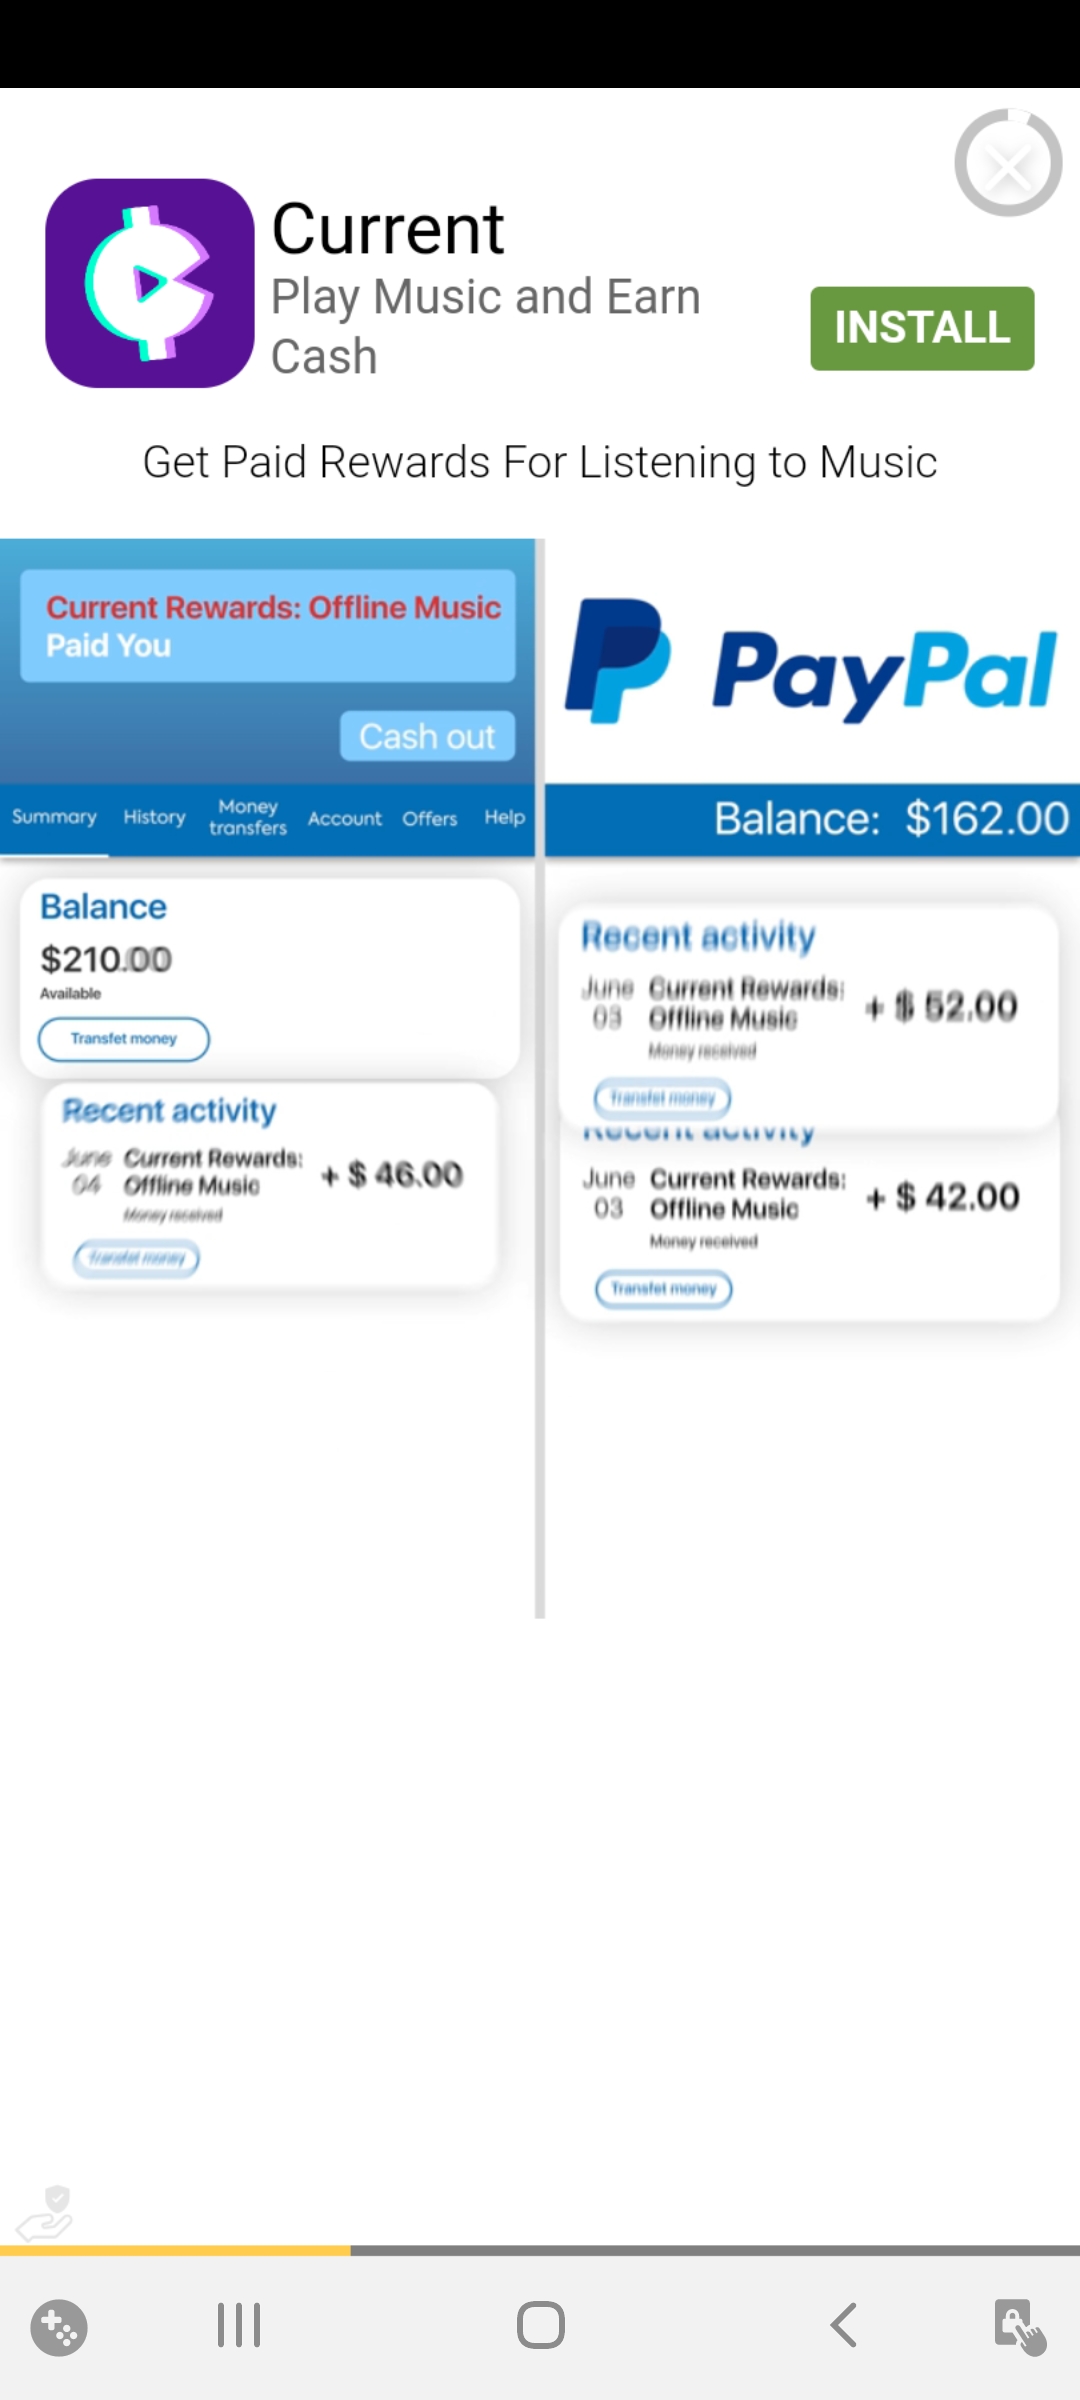 Current
Play Music and Earn
Cash
INSTALL
Get Paid Rewards For Listening to Music
Current Rewards: Offline Music
Paid You
Cash out
Summary
History
Money
transfers
Account
Offers
Help
Balance
$210.00
Available
Transfet money
Recent activity
June
04
Current Rewards:
Offline Music
Money received
+ $ 46.00
Transfet money
PayPal
Balance: $162.00
Recent activity
June
03
Current Rewards:
Offline Music
Money received
+ $ 52.00
Transfet money
Recent activity
June
03
Current Rewards:
Offline Music
Money received
+ $ 42.00
Transfet money